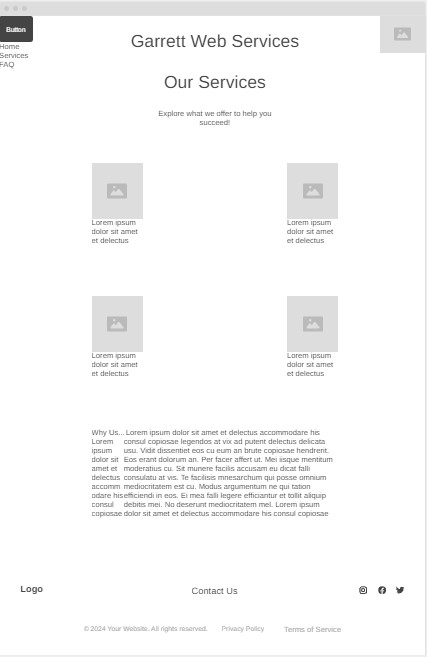 Button
Home
Services
FAQ
Garrett Web Services
Our Services
Explore what we offer to help you
succeed!
Lorem ipsum
dolor sit amet
et delectus
Lorem ipsum
dolor sit amet
et delectus
Lorem ipsum
dolor sit amet
et delectus
Lorem ipsum
dolor sit amet
et delectus
Why Us...
Lorem
ipsum
dolor sit
amet et
delectus
accomm
odare his
consul
copiosae
Lorem ipsum dolor sit amet et delectus accommodare his
consul copiosae legendos at vix ad putent delectus delicata
usu. Vidit dissentiet eos cu eum an brute copiosae hendrerit.
Eos erant dolorum an. Per facer affert ut. Mei iisque mentitum
moderatius cu. Sit munere facilis accusam eu dicat falli
consulatu at vis. Te facilisis mnesarchum qui posse omnium
mediocritatem est cu. Modus argumentum ne qui tation
efficiendi in eos. Ei mea falli legere efficiantur et tollit aliquip
debitis mei. No deserunt mediocritatem mel. Lorem ipsum
dolor sit amet et delectus accommodare his consul copiosae
Logo
Contact Us
© 2024 Your Website. All rights reserved.
Privacy Policy
Terms of Service